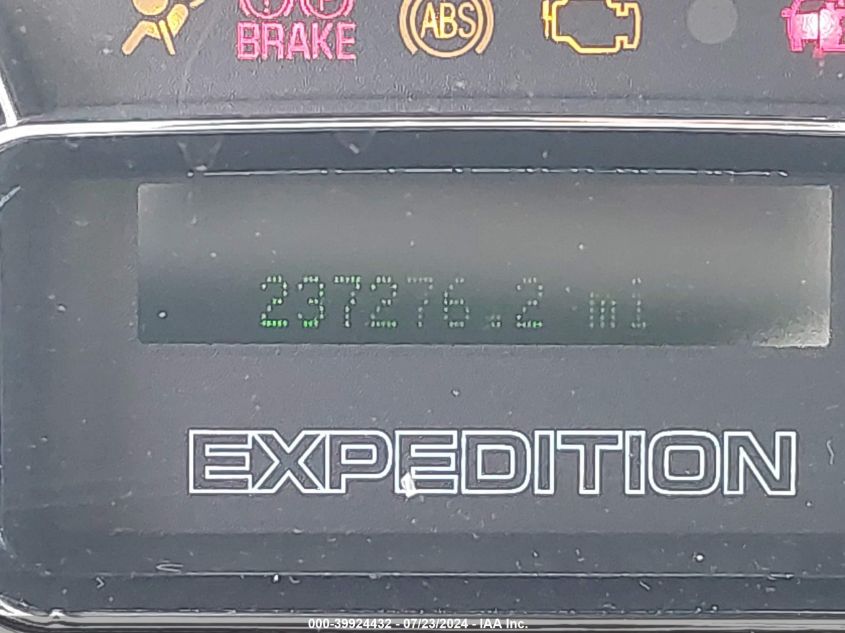 BRAKE
ABS
237276.2 mi
EXPEDITION
000-39924432 - 07/23/2024 - IAA Inc.